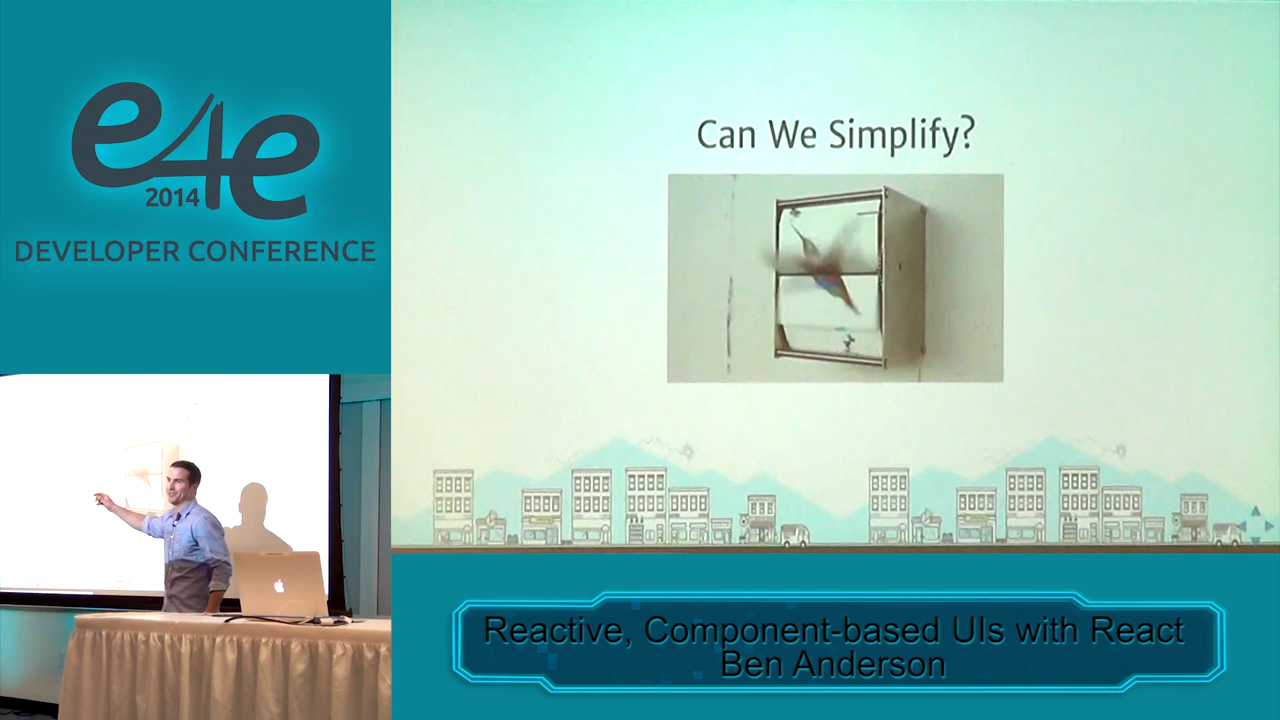 e4e
2014
DEVELOPER CONFERENCE
Can We Simplify?
Reactive, Component-based UIs with React
Ben Anderson